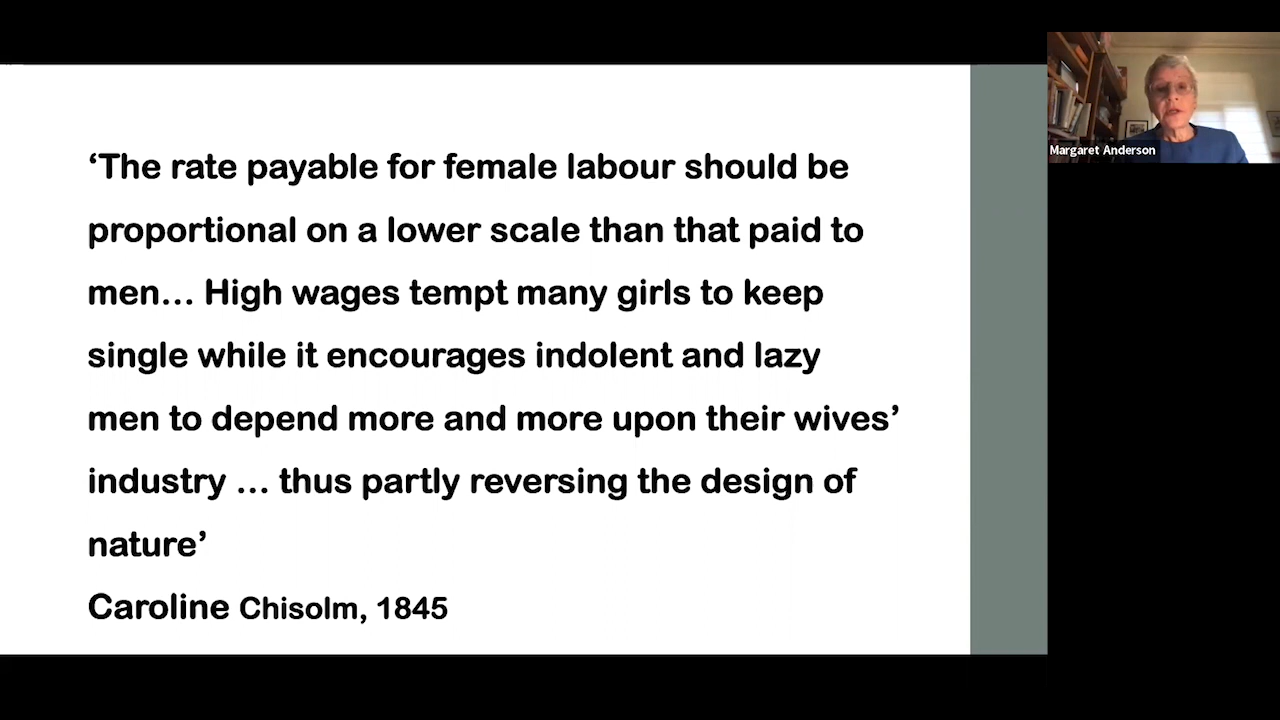 ‘The rate payable for female labour should be
proportional on a lower scale than that paid to
men… High wages tempt many girls to keep
single while it encourages indolent and lazy
men to depend more and more upon their wives’
industry … thus partly reversing the design of
nature’
Caroline Chisolm, 1845
Margaret Anderson